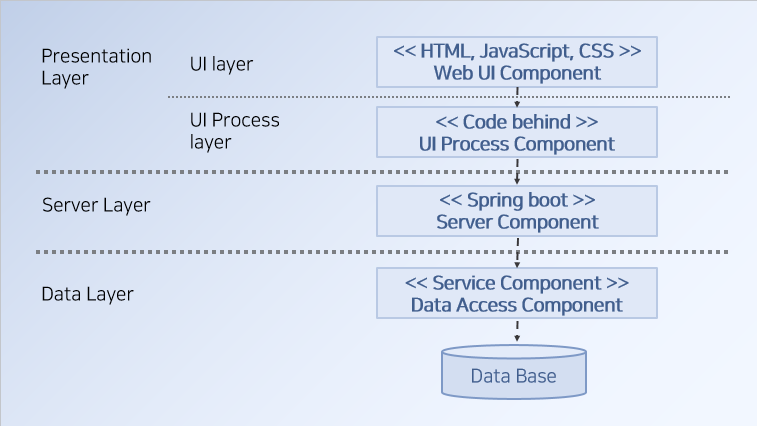 Presentation
Layer
UI layer
<< HTML, JavaScript, CSS >>
Web UI Component
UI Process
layer
<< Code behind >>
UI Process Component
Server Layer
<< Spring boot >>
Server Component
Data Layer
<< Service Component >>
Data Access Component
Data Base